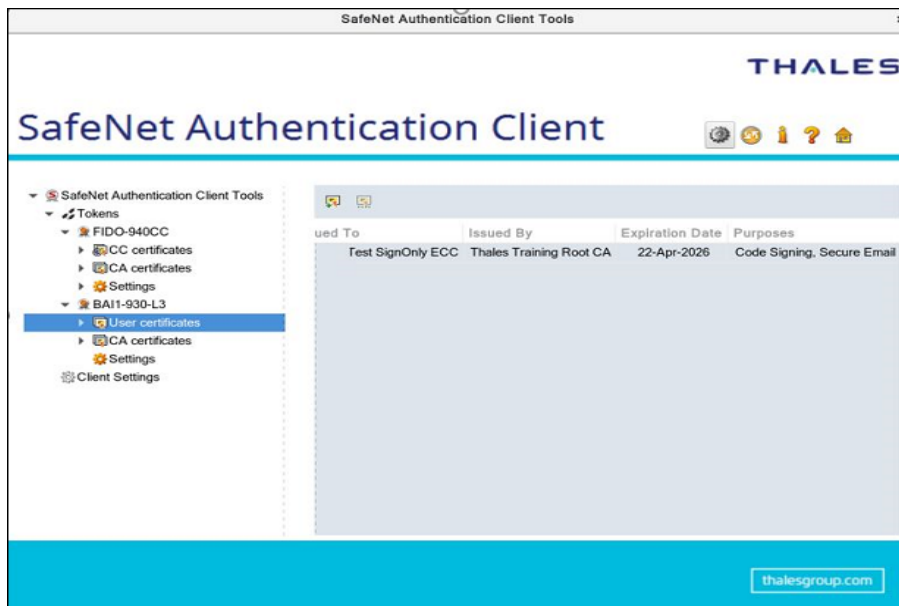 SafeNet Authentication Client Tools
THALES
SafeNet Authentication Client
SafeNet Authentication Client Tools
Tokens
FIDO-940CC
CC certificates
CA certificates
Settings
BAI1-930-L3
User certificates
CA certificates
Settings
Client Settings
ued To Issued By Expiration Date Purposes
Test SignOnly ECC Thales Training Root CA 22-Apr-2026 Code Signing, Secure Email
thalesgroup.com